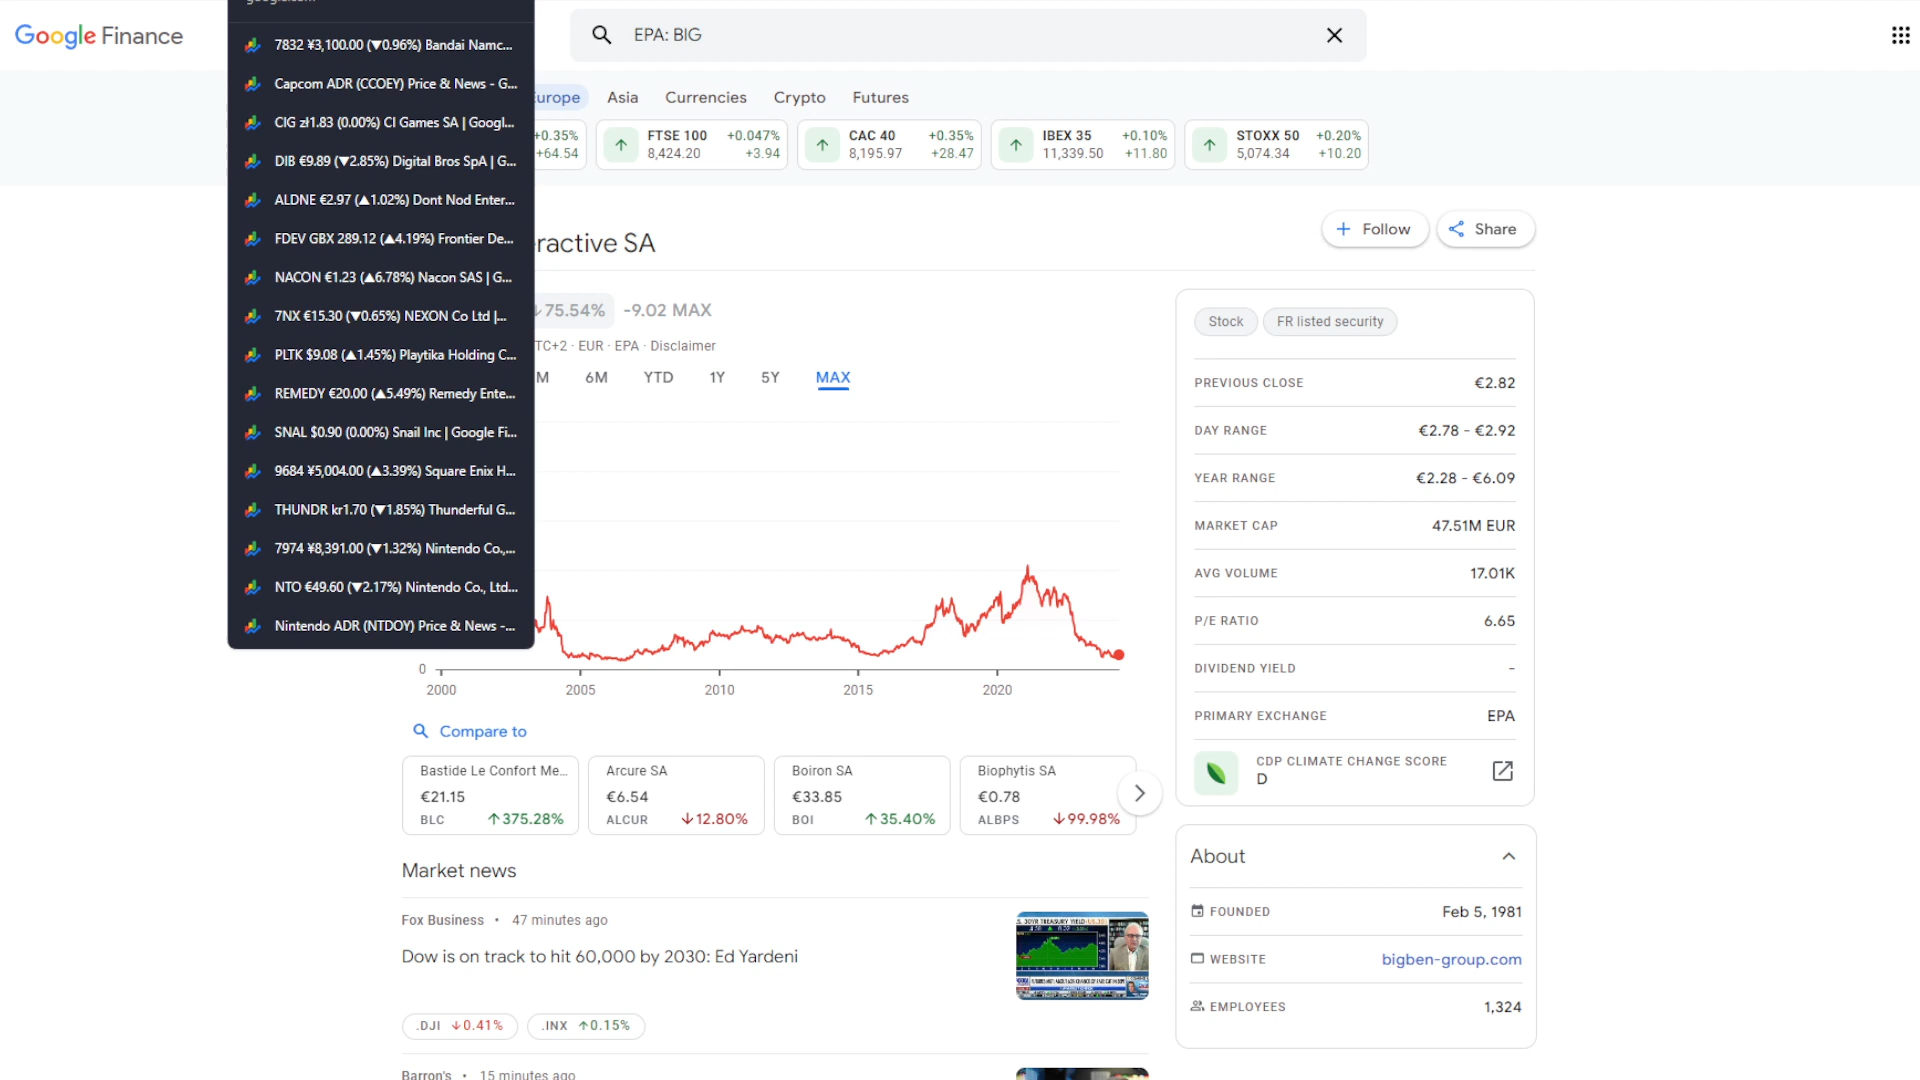 Google Finance
7832 ¥3,100.00 (▼0.96%) Bandai Namc...
Capcom ADR (CCOEY) Price & News - G...
CIG zł1.83 (0.00%) CI Games SA | Googl...
DIB €9.89 (▼2.85%) Digital Bros SpA | G...
ALDNE €2.97 (▲1.02%) Dont Nod Enter...
FDEV GBX 289.12 (▲4.19%) Frontier De...
NACON €1.23 (▲6.78%) Nacon SAS | G...
7NX €15.30 (▼0.65%) NEXON Co Ltd |...
PLTK $9.08 (▲1.45%) Playtika Holding C...
REMEDY €20.00 (▲5.49%) Remedy Ente...
SNAL $0.90 (0.00%) Snail Inc | Google Fi...
9684 ¥5,004.00 (▲3.39%) Square Enix H...
THUNDR kr1.70 (▼1.85%) Thunderful G...
7974 ¥8,391.00 (▼1.32%) Nintendo Co.,...
NTO €49.60 (▼2.17%) Nintendo Co., Ltd...
Nintendo ADR (NTDOY) Price & News -...
EPA: BIG
Europe Asia Currencies Crypto Futures
+0.35%
+64.54
FTSE 100 +0.047%
8,424.20 +3.94
CAC 40 +0.35%
8,195.97 +28.47
IBEX 35 +0.10%
11,339.50 +11.80
STOXX 50 +0.20%
5,074.34 +10.20
eractive SA
Follow
Share
75.54% -9.02 MAX
TC+2 · EUR · EPA · Disclaimer
M 6M YTD 1Y 5Y MAX
0
2000 2005 2010 2015 2020
Compare to
Bastide Le Confort Me...
€21.15
BLC ↑375.28%
Arcure SA
€6.54
ALCUR ↓12.80%
Boiron SA
€33.85
BOI ↑35.40%
Biophytis SA
€0.78
ALBPS ↓99.98%
Market news
Fox Business • 47 minutes ago
Dow is on track to hit 60,000 by 2030: Ed Yardeni
.DJI ↓0.41%
.INX ↑0.15%
Barron's • 15 minutes ago
Stock
FR listed security
PREVIOUS CLOSE €2.82
DAY RANGE €2.78 - €2.92
YEAR RANGE €2.28 - €6.09
MARKET CAP 47.51M EUR
AVG VOLUME 17.01K
P/E RATIO 6.65
DIVIDEND YIELD -
PRIMARY EXCHANGE EPA
CDP CLIMATE CHANGE SCORE
D
About
FOUNDED Feb 5, 1981
WEBSITE bigben-group.com
EMPLOYEES 1,324